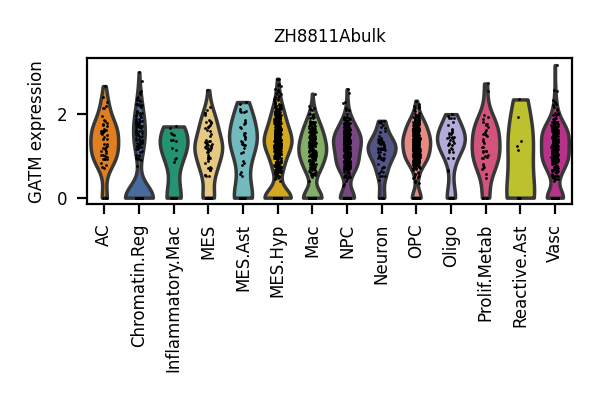 ZH8811Abulk
GATM expression
2
0
AC
Chromatin.Reg
Inflammatory.Mac
MES
MES.Ast
MES.Hyp
Mac
NPC
Neuron
OPC
Oligo
Prolif.Metab
Reactive.Ast
Vasc